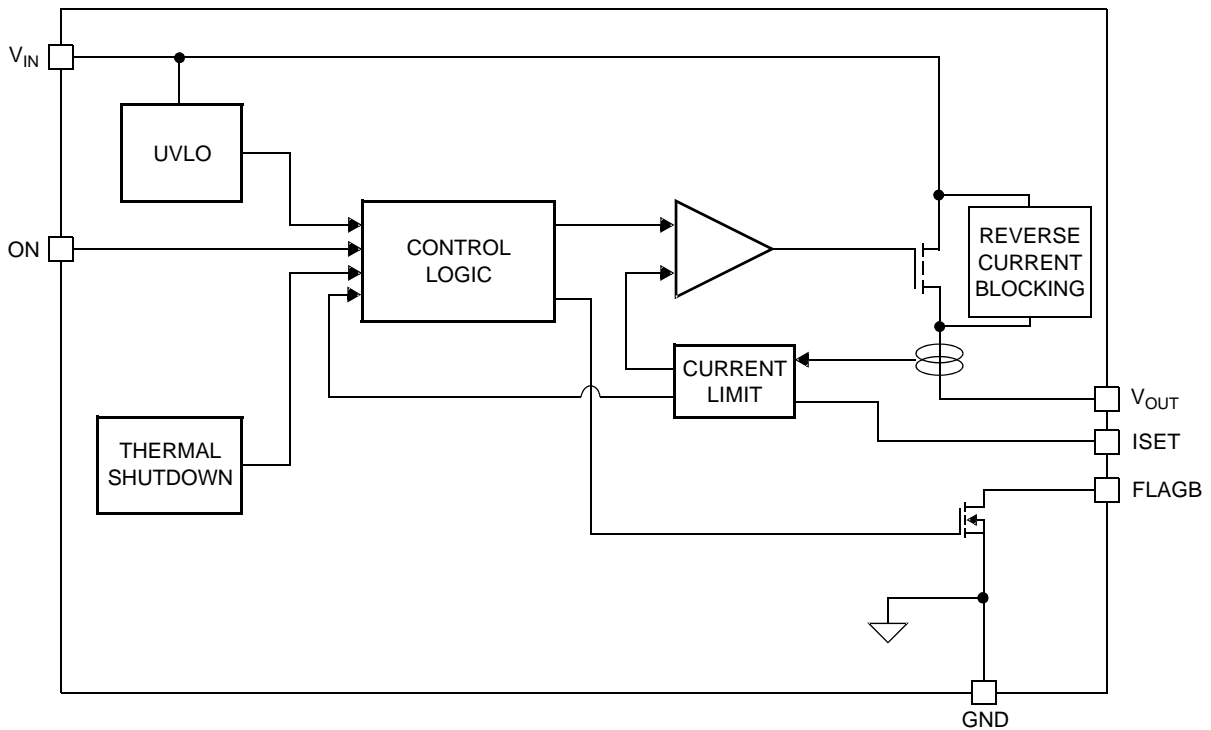 VIN
UVLO
ON
CONTROL
LOGIC
REVERSE
CURRENT
BLOCKING
CURRENT
LIMIT
VOUT
ISET
THERMAL
SHUTDOWN
FLAGB
GND